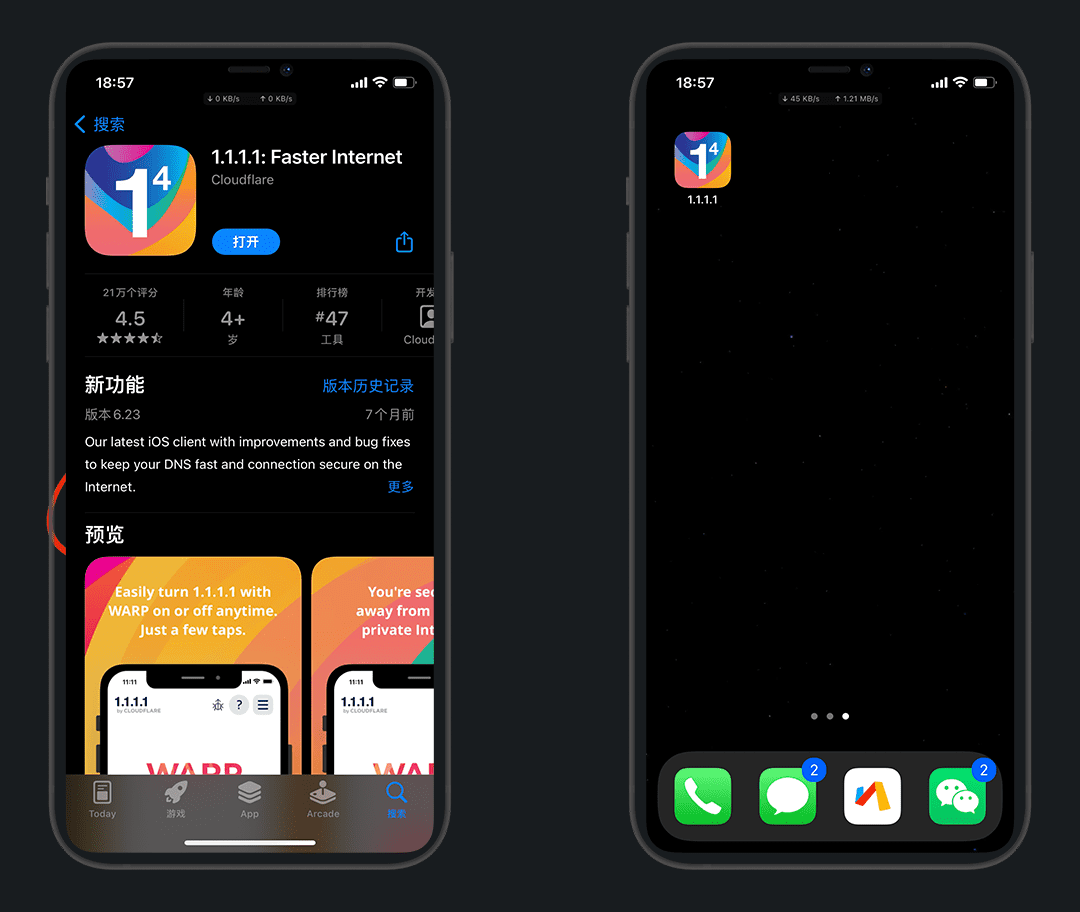 18:57
↓ 0 KB/s ↑ 0 KB/s
搜索
1⁴
1.1.1.1: Faster Internet
Cloudflare
打开
21万个评分 年龄 排行榜 开发
4.5 4+ #47
岁 工具 Cloud
新功能 版本历史记录
版本 6.23 7 个月前
Our latest iOS client with improvements and bug fixes
to keep your DNS fast and connection secure on the
Internet. 更多
预览
Easily turn 1.1.1.1 with
WARP on or off anytime.
Just a few taps.
11:11
1.1.1.1
by CLOUDFLARE
?
WARP
You're sec
away from
private Int
11:11
1.1.1.1
by CLOUDFLARE
WAR
Today 游戏 App Arcade 搜索
18:57
↓ 45 KB/s ↑ 1.21 MB/s
1⁴
1.1.1.1
2
2